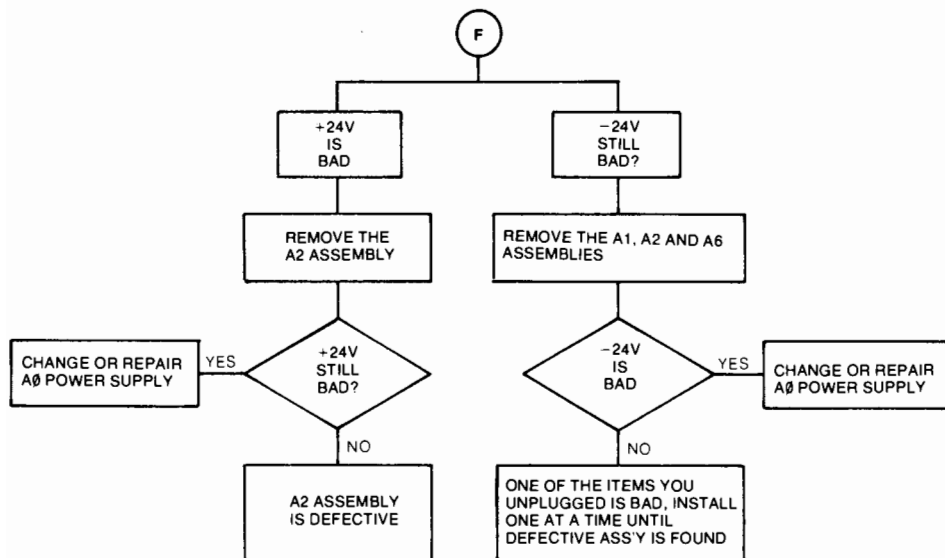 F
+24V
IS
BAD
−24V
STILL
BAD?
REMOVE THE
A2 ASSEMBLY
REMOVE THE A1, A2 AND A6
ASSEMBLIES
CHANGE OR REPAIR
AØ POWER SUPPLY
YES
+24V
STILL
BAD?
−24V
IS
BAD
YES
CHANGE OR REPAIR
AØ POWER SUPPLY
NO
NO
A2 ASSEMBLY
IS DEFECTIVE
ONE OF THE ITEMS YOU
UNPLUGGED IS BAD, INSTALL
ONE AT A TIME UNTIL
DEFECTIVE ASS'Y IS FOUND